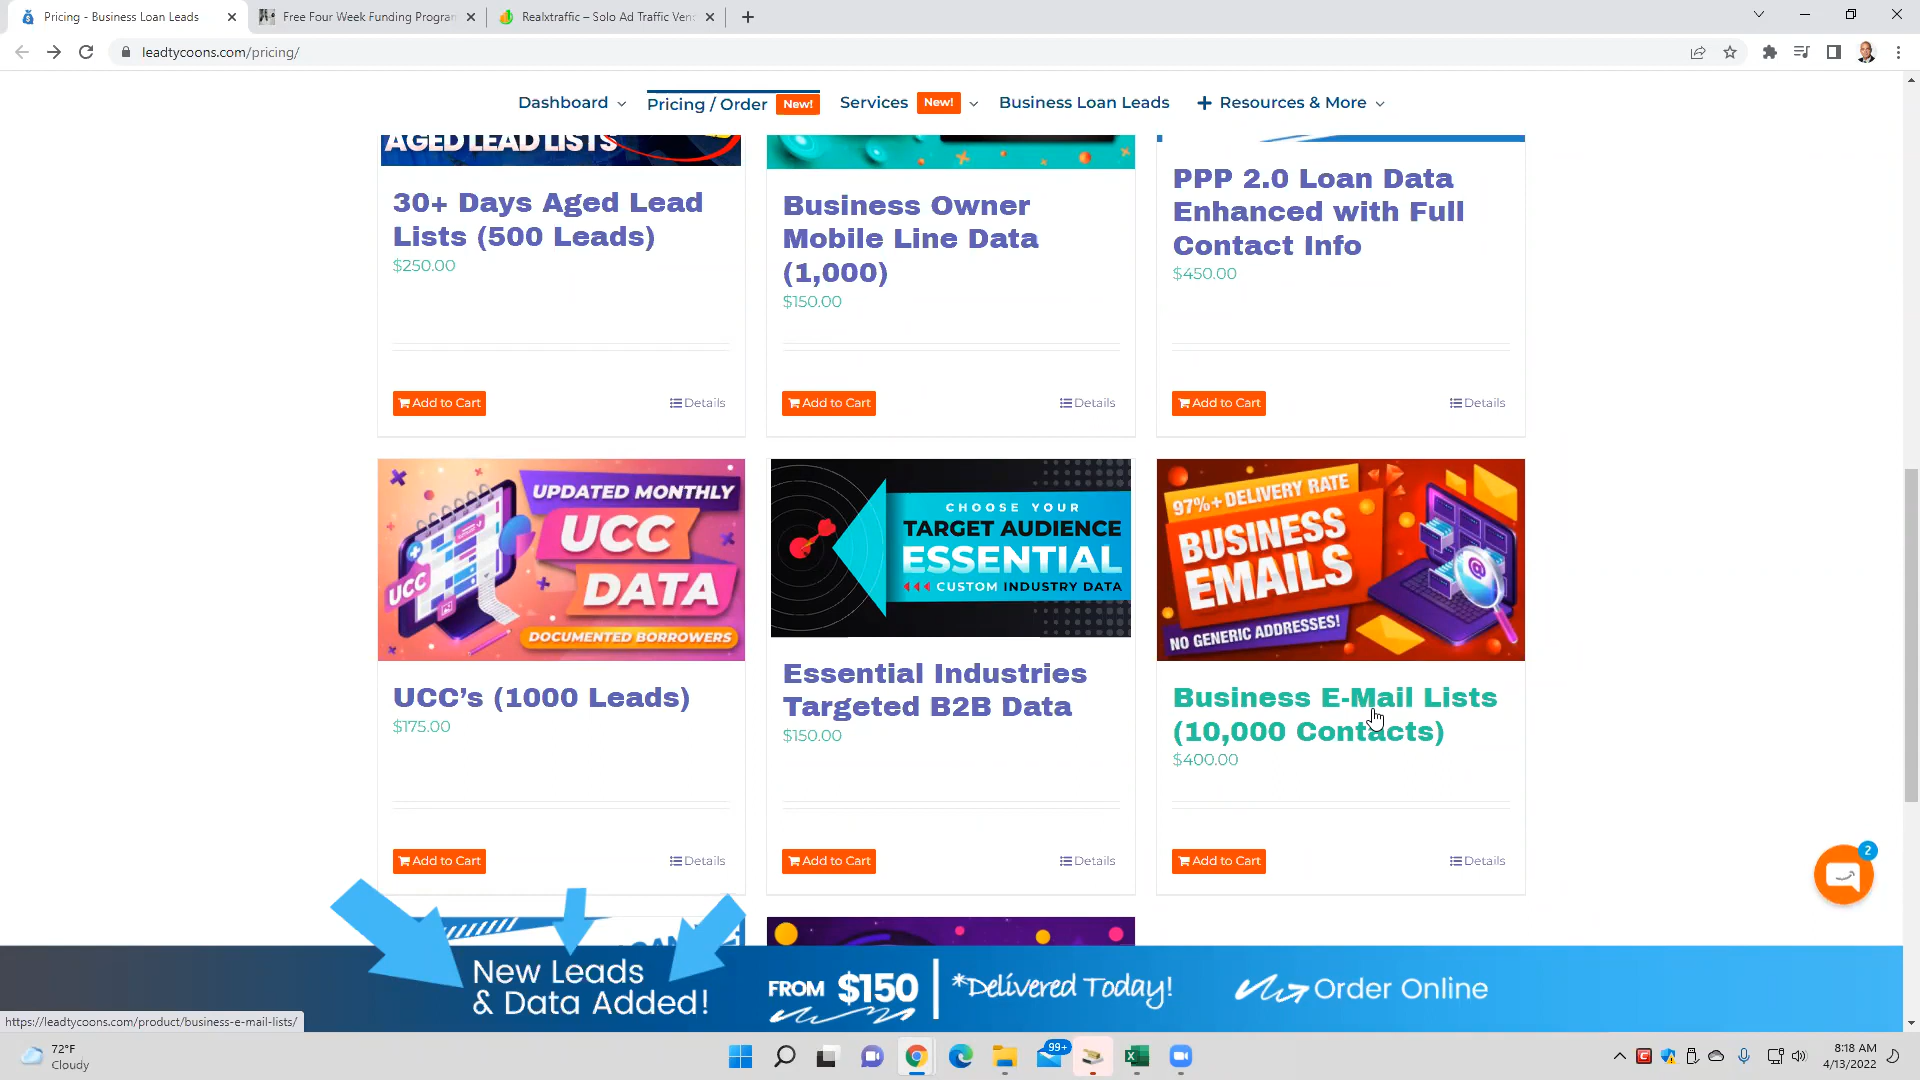 Pricing - Business Loan Leads
Free Four Week Funding Program
Realxtraffic – Solo Ad Traffic Ven
leadtycoons.com/pricing/
Dashboard
Pricing / Order New!
Services New!
Business Loan Leads
Resources & More
AGED LEAD LISTS
30+ Days Aged Lead
Lists (500 Leads)
$250.00
Add to Cart
Details
Business Owner
Mobile Line Data
(1,000)
$150.00
Add to Cart
Details
PPP 2.0 Loan Data
Enhanced with Full
Contact Info
$450.00
Add to Cart
Details
UPDATED MONTHLY
UCC
DATA
UCC
DOCUMENTED BORROWERS
UCC’s (1000 Leads)
$175.00
Add to Cart
Details
CHOOSE YOUR
TARGET AUDIENCE
ESSENTIAL
CUSTOM INDUSTRY DATA
Essential Industries
Targeted B2B Data
$150.00
Add to Cart
Details
97%+ DELIVERY RATE
BUSINESS
EMAILS
NO GENERIC ADDRESSES!
Business E-Mail Lists
(10,000 Contacts)
$400.00
Add to Cart
Details
2
New Leads
& Data Added!
FROM $150
*Delivered Today!
Order Online
https://leadtycoons.com/product/business-e-mail-lists/
72°F
Cloudy
99+
8:18 AM
4/13/2022